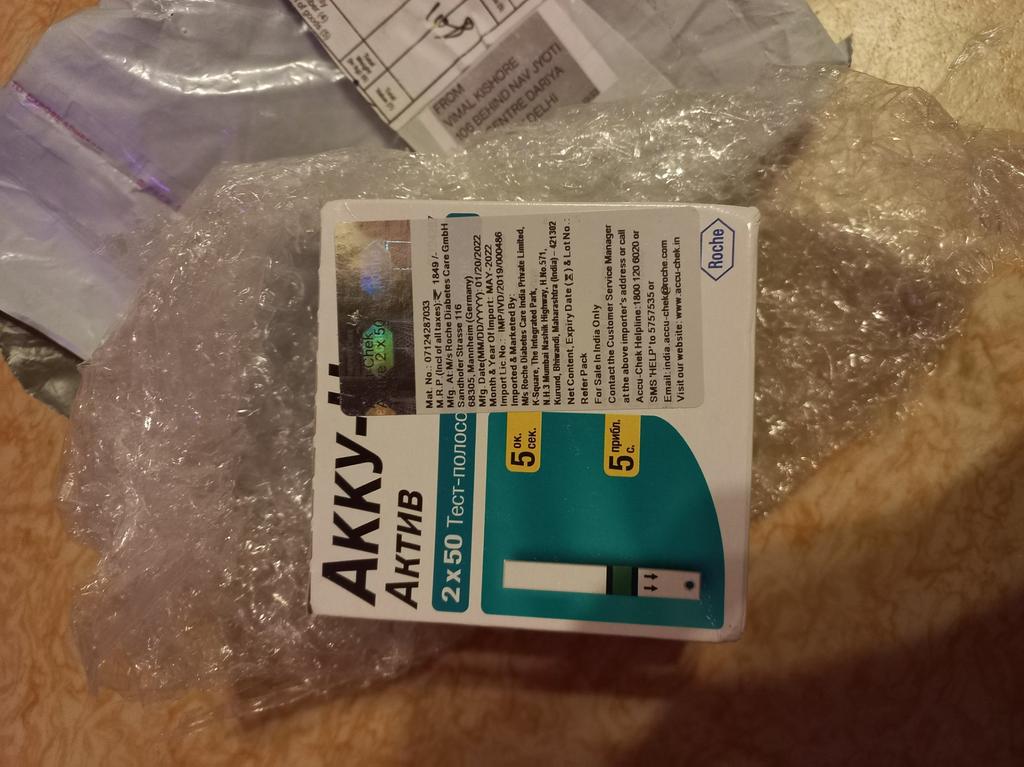 FROM
VIMAL KISHORE
106 BEHIND NAV JYOTI
CENTRE DARIYA
DELHI
Chek
e 2 x 50
Mat. No.: 07124287033
M.R.P. (Incl of all taxes): ₹ 1849 /-
Mfg. At: M/s Roche Diabetes Care GmbH
Sandhofer Strasse 116
68305, Mannheim (Germany)
Mfg. Date(MM/DD/YYYY): 01/20/2022
Month & Year Of Import: MAY-2022
Import Lic. No : IMP/IVD/2019/000486
Imported & Marketed By:
M/s Roche Diabetes Care India Private Limited,
K-Square, The Integrated Park,
N.H.3 Mumbai Nashik Highway, H.No 571,
Kurund, Bhiwandi, Maharashtra (India) – 421302
Net Content, Expiry Date (⌛) & Lot No.:
Refer Pack
For Sale In India Only
Contact the Customer Service Manager
at the above importer's address or call
Accu-Chek Helpline:1800 120 6020 or
SMS 'HELP' to 5757535 or
Email: india.accu-chek@roche.com
Visit our website: www.accu-chek.in
Roche
АККУ-Ч
АКТИВ
2 x 50 Тест-полосо
5 ок.
сек.
5 прибл.
с.